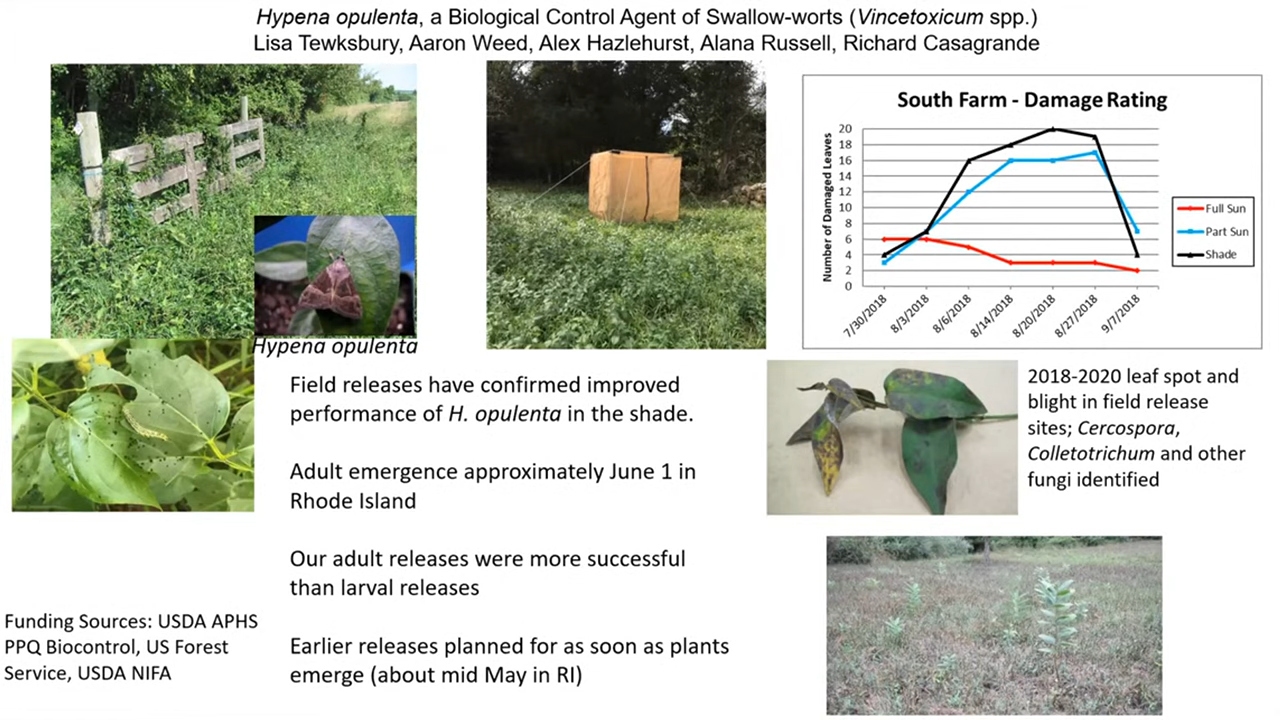 Hypena opulenta, a Biological Control Agent of Swallow-worts (Vincetoxicum spp.)
Lisa Tewksbury, Aaron Weed, Alex Hazlehurst, Alana Russell, Richard Casagrande
South Farm - Damage Rating
Number of Damaged Leaves
20
18
16
14
12
10
8
6
4
2
0
7/30/2018
8/3/2018
8/6/2018
8/14/2018
8/20/2018
8/27/2018
9/7/2018
Full Sun
Part Sun
Shade
Hypena opulenta
Field releases have confirmed improved
performance of H. opulenta in the shade.
Adult emergence approximately June 1 in
Rhode Island
Our adult releases were more successful
than larval releases
Earlier releases planned for as soon as plants
emerge (about mid May in RI)
2018-2020 leaf spot and
blight in field release
sites; Cercospora,
Colletotrichum and other
fungi identified
Funding Sources: USDA APHS
PPQ Biocontrol, US Forest
Service, USDA NIFA